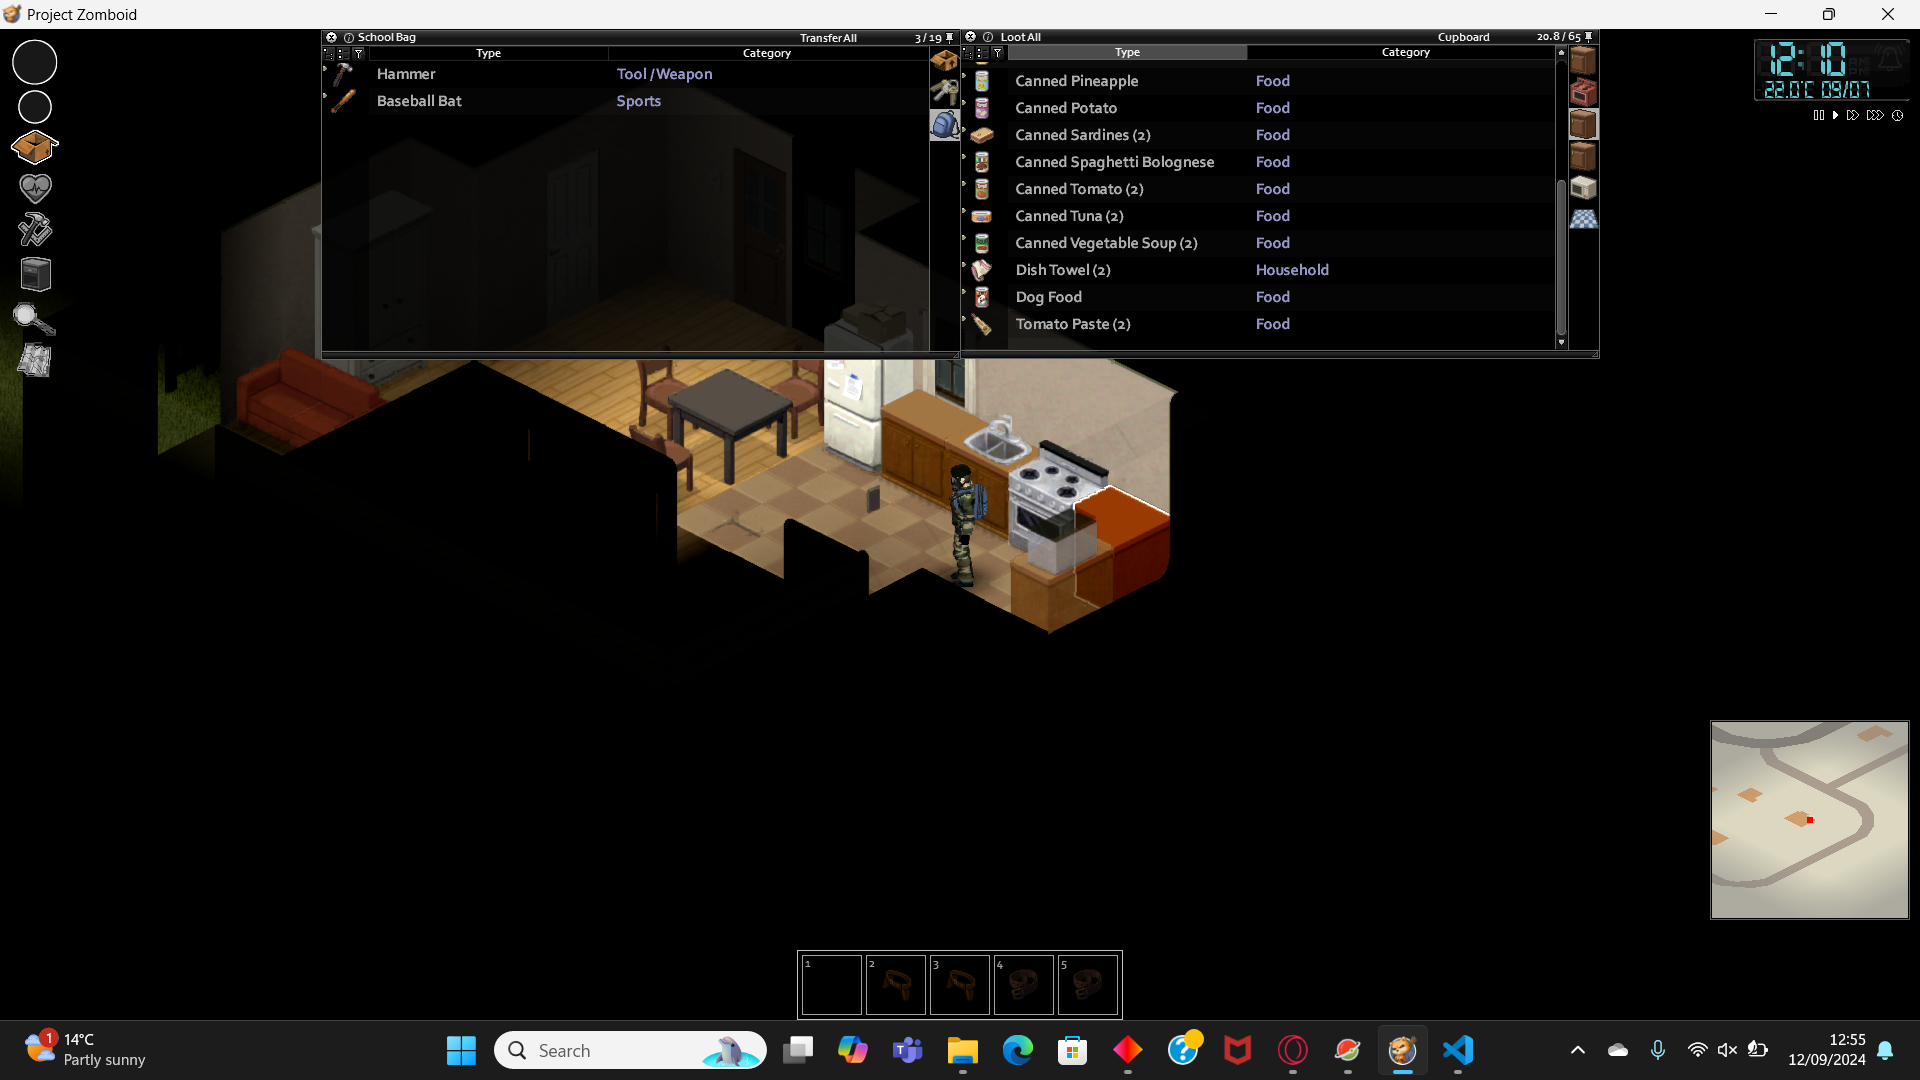 Project Zomboid
School Bag Transfer All 3 / 19
Type Category
Hammer Tool / Weapon
Baseball Bat Sports
Loot All Cupboard 20.8 / 65
Type Category
Canned Pineapple Food
Canned Potato Food
Canned Sardines (2) Food
Canned Spaghetti Bolognese Food
Canned Tomato (2) Food
Canned Tuna (2) Food
Canned Vegetable Soup (2) Food
Dish Towel (2) Household
Dog Food Food
Tomato Paste (2) Food
12:10
AM
PM
22.0°C 09/07
1 2 3 4 5
1 14°C
Partly sunny
Search
12:55
12/09/2024